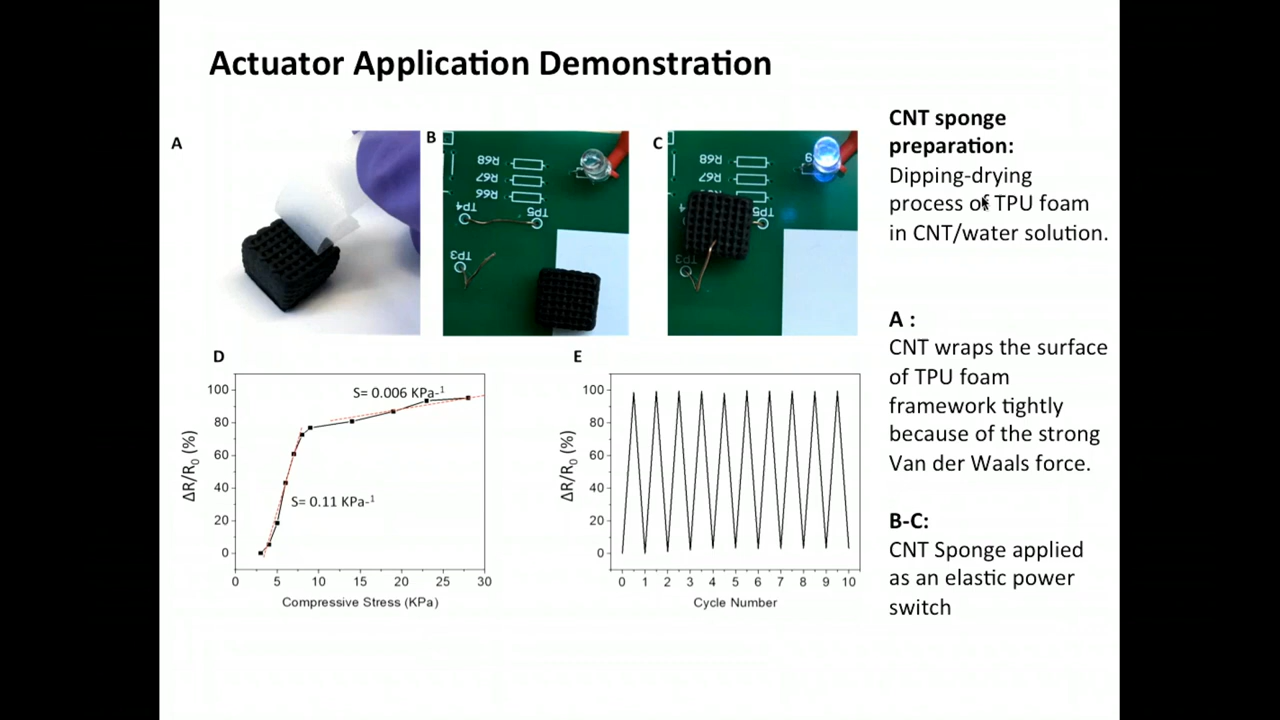 Actuator Application Demonstration
A
B
C
R68
R67
R66
TP4
TP5
TP3
R68
R67
TP5
CNT sponge
preparation:
Dipping-drying
process of TPU foam
in CNT/water solution.
A :
CNT wraps the surface
of TPU foam
framework tightly
because of the strong
Van der Waals force.
B-C:
CNT Sponge applied
as an elastic power
switch
D
S= 0.006 KPa-¹
S= 0.11 KPa-¹
ΔR/R₀ (%)
100
80
60
40
20
0
0 5 10 15 20 25 30
Compressive Stress (KPa)
E
ΔR/R₀ (%)
100
80
60
40
20
0
0 1 2 3 4 5 6 7 8 9 10
Cycle Number